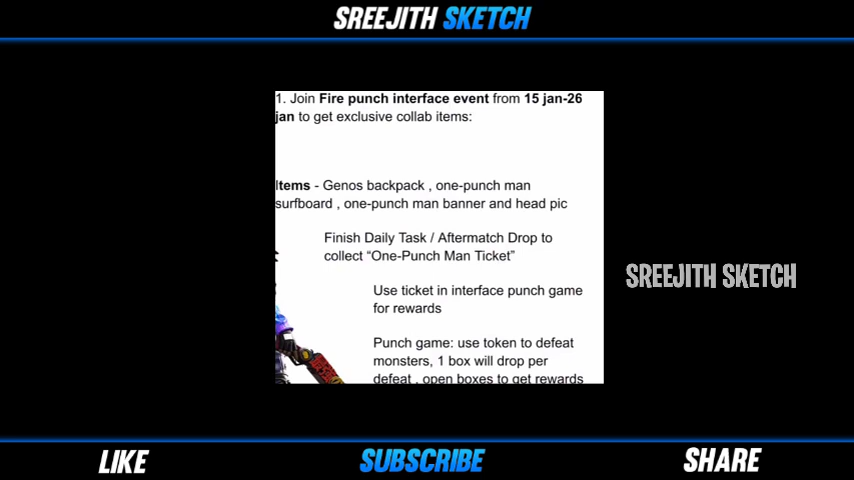 SREEJITH SKETCH
1. Join Fire punch interface event from 15 jan-26
jan to get exclusive collab items:
Items - Genos backpack , one-punch man
surfboard , one-punch man banner and head pic
Finish Daily Task / Aftermatch Drop to
collect “One-Punch Man Ticket”
Use ticket in interface punch game
for rewards
Punch game: use token to defeat
monsters, 1 box will drop per
defeat , open boxes to get rewards
SREEJITH SKETCH
LIKE
SUBSCRIBE
SHARE